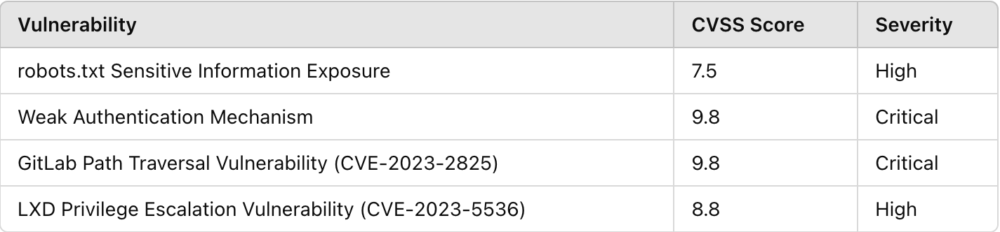 Vulnerability CVSS Score Severity
robots.txt Sensitive Information Exposure 7.5 High
Weak Authentication Mechanism 9.8 Critical
GitLab Path Traversal Vulnerability (CVE-2023-2825) 9.8 Critical
LXD Privilege Escalation Vulnerability (CVE-2023-5536) 8.8 High